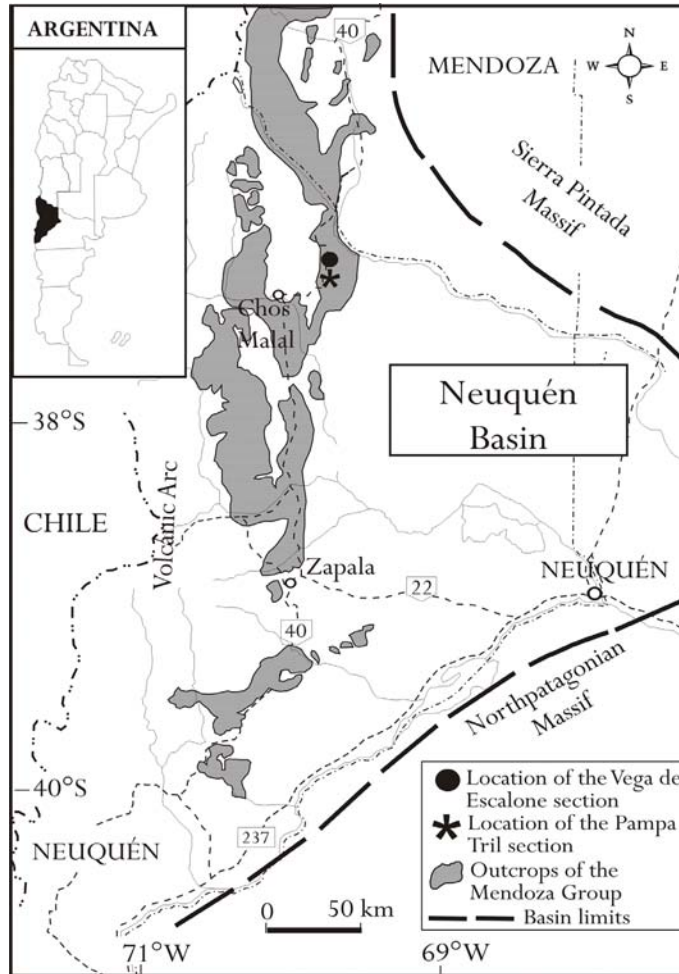 ARGENTINA
40
MENDOZA
N
W E
S
Sierra Pintada
Massif
Chos
Malal
Neuquén
Basin
38°S
Volcanic Arc
CHILE
Zapala
NEUQUÉN
22
40
Northpatagonian
Massif
40°S
237
NEUQUÉN
Location of the Vega de
Escalone section
Location of the Pampa
Tril section
Outcrops of the
Mendoza Group
Basin limits
0 50 km
71°W 69°W